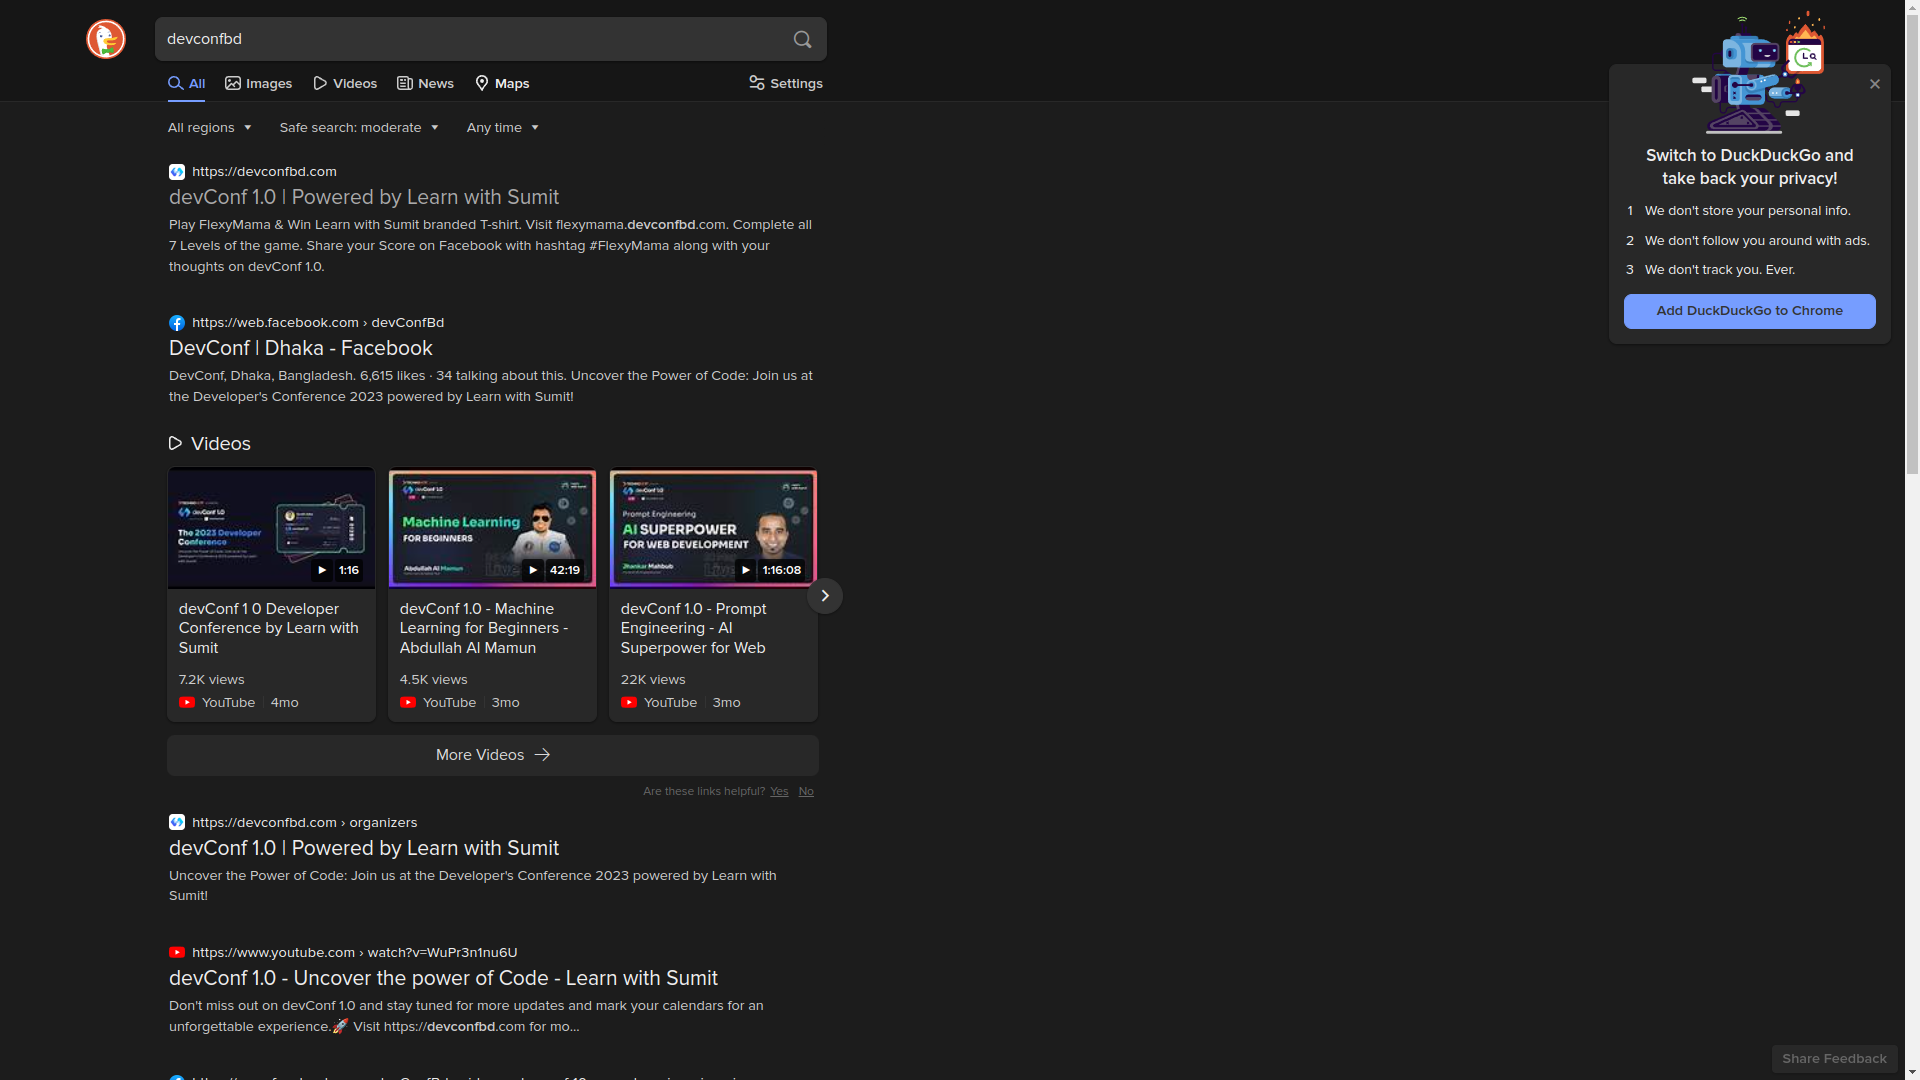 devconfbd
All
Images
Videos
News
Maps
Settings
All regions
Safe search: moderate
Any time
https://devconfbd.com
devConf 1.0 | Powered by Learn with Sumit
Play FlexyMama & Win Learn with Sumit branded T-shirt. Visit flexymama.devconfbd.com. Complete all
7 Levels of the game. Share your Score on Facebook with hashtag #FlexyMama along with your
thoughts on devConf 1.0.
https://web.facebook.com › devConfBd
DevConf | Dhaka - Facebook
DevConf, Dhaka, Bangladesh. 6,615 likes · 34 talking about this. Uncover the Power of Code: Join us at
the Developer's Conference 2023 powered by Learn with Sumit!
Videos
devConf 1.0
The 2023 Developer
Conference
1:16
devConf 1 0 Developer
Conference by Learn with
Sumit
7.2K views
YouTube
4mo
devConf 1.0
Machine Learning
FOR BEGINNERS
Abdullah Al Mamun
Live
42:19
devConf 1.0 - Machine
Learning for Beginners -
Abdullah Al Mamun
4.5K views
YouTube
3mo
devConf 1.0
Prompt Engineering
AI SUPERPOWER
FOR WEB DEVELOPMENT
Jhankar Mahbub
Live
1:16:08
devConf 1.0 - Prompt
Engineering - AI
Superpower for Web
22K views
YouTube
3mo
More Videos
Are these links helpful? Yes No
https://devconfbd.com › organizers
devConf 1.0 | Powered by Learn with Sumit
Uncover the Power of Code: Join us at the Developer's Conference 2023 powered by Learn with
Sumit!
https://www.youtube.com › watch?v=WuPr3n1nu6U
devConf 1.0 - Uncover the power of Code - Learn with Sumit
Don't miss out on devConf 1.0 and stay tuned for more updates and mark your calendars for an
unforgettable experience.🚀 Visit https://devconfbd.com for mo...
Switch to DuckDuckGo and
take back your privacy!
1 We don't store your personal info.
2 We don't follow you around with ads.
3 We don't track you. Ever.
Add DuckDuckGo to Chrome
Share Feedback